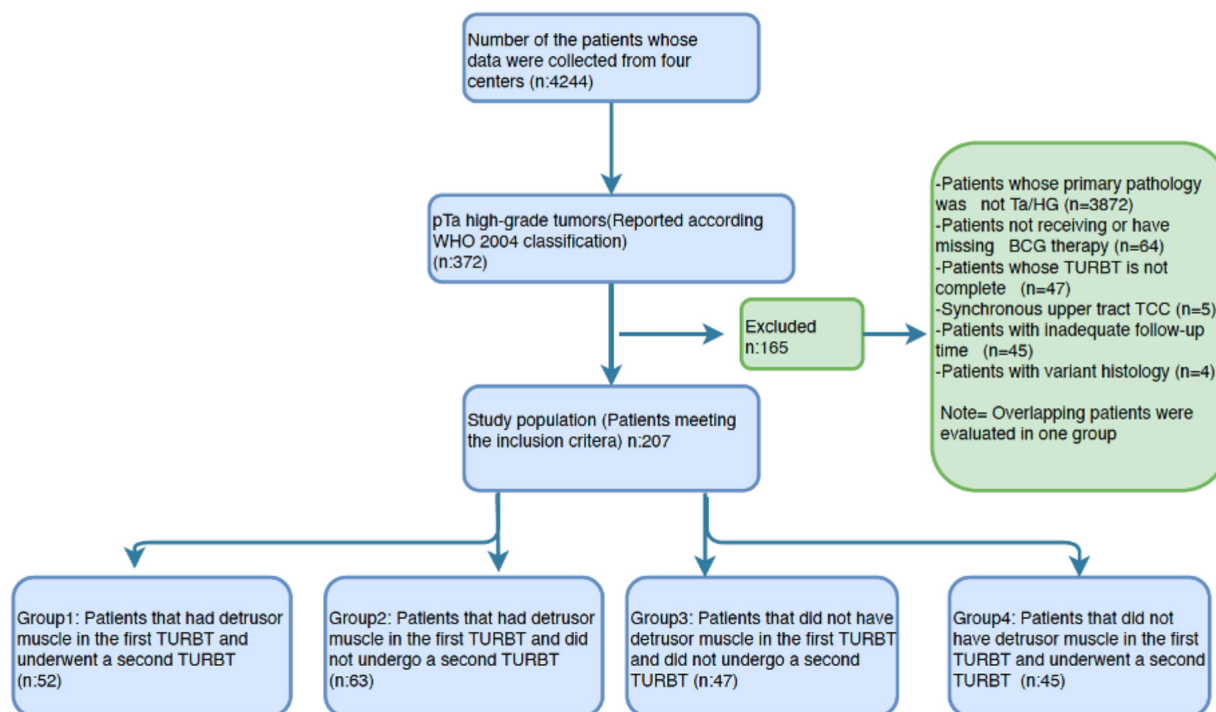 Number of the patients whose
data were collected from four
centers (n:4244)
pTa high-grade tumors(Reported according
WHO 2004 classification)
(n:372)
Excluded
n:165
-Patients whose primary pathology
was not Ta/HG (n=3872)
-Patients not receiving or have
missing BCG therapy (n=64)
-Patients whose TURBT is not
complete (n=47)
-Synchronous upper tract TCC (n=5)
-Patients with inadequate follow-up
time (n=45)
-Patients with variant histology (n=4)
Note= Overlapping patients were
evaluated in one group
Study population (Patients meeting
the inclusion critera) n:207
Group1: Patients that had detrusor
muscle in the first TURBT and
underwent a second TURBT
(n:52)
Group2: Patients that had detrusor
muscle in the first TURBT and did
not undergo a second TURBT
(n:63)
Group3: Patients that did not have
detrusor muscle in the first TURBT
and did not undergo a second
TURBT (n:47)
Group4: Patients that did not
have detrusor muscle in the first
TURBT and underwent a second
TURBT (n:45)